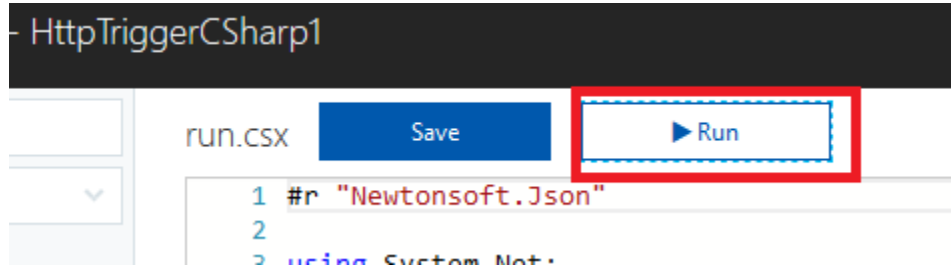 - HttpTriggerCSharp1
run.csx Save Run
1 #r "Newtonsoft.Json"
2
3 using System.Net;